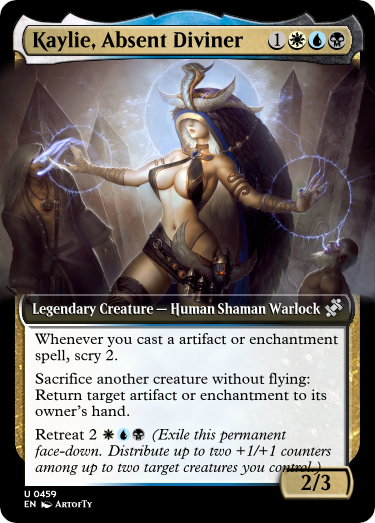 Kaylie, Absent Diviner 1
Legendary Creature — Human Shaman Warlock
Whenever you cast a artifact or enchantment
spell, scry 2.
Sacrifice another creature without flying:
Return target artifact or enchantment to its
owner's hand.
Retreat 2 (Exile this permanent
face-down. Distribute up to two +1/+1 counters
among up to two target creatures you control.)
2/3
U 0459
EN ArtofTy